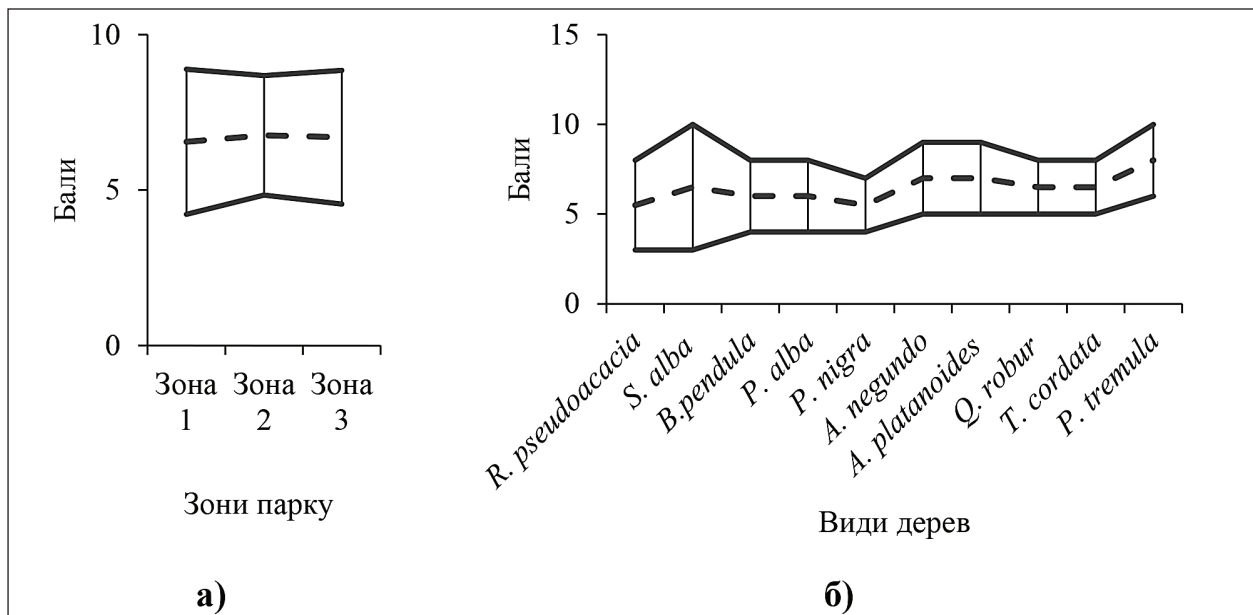 10
5
0
Бали
Зона 1
Зона 2
Зона 3
Зони парку
а)
15
10
5
0
Бали
R. pseudoacacia
S. alba
B.pendula
P. alba
P. nigra
A. negundo
A. platanoides
Q. robur
T. cordata
P. tremula
Види дерев
б)